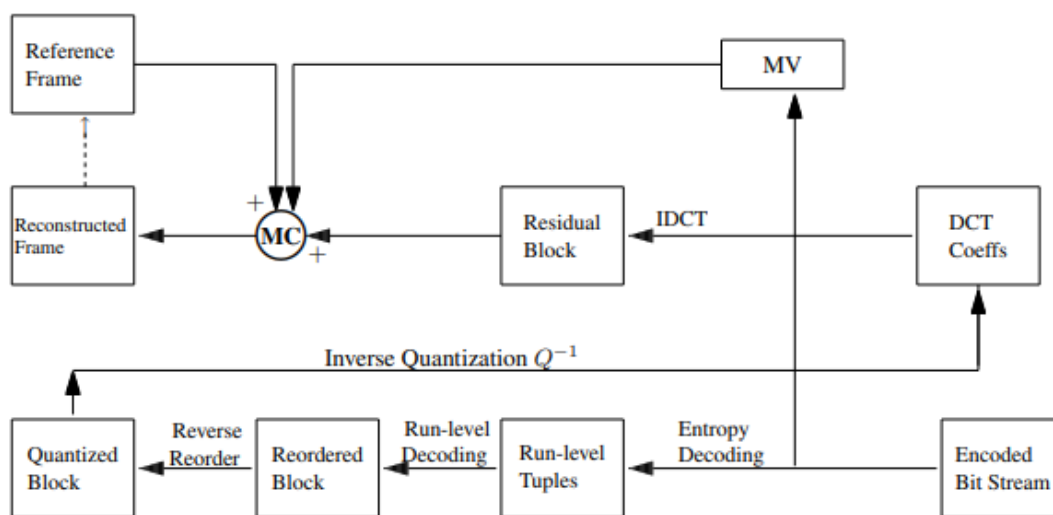 Reference
Frame
MV
+
MC
+
Reconstructed
Frame
Residual
Block
IDCT
DCT
Coeffs
Inverse Quantization Q⁻¹
Quantized
Block
Reverse
Reorder
Reordered
Block
Run-level
Decoding
Run-level
Tuples
Entropy
Decoding
Encoded
Bit Stream